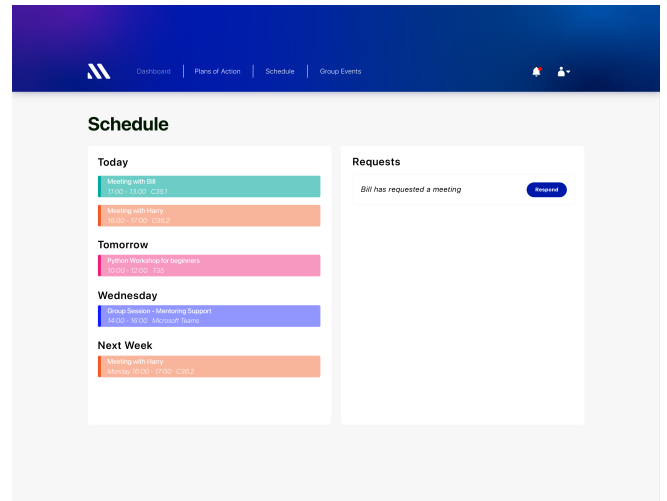 Dashboard
Plans of Action
Schedule
Group Events
Schedule
Today
Meeting with Bill
11:00 - 13:00 C35.1
Meeting with Harry
16:00 - 17:00 C36.2
Tomorrow
Python Workshop for beginners
10:00 - 12:00 T35
Wednesday
Group Session - Mentoring Support
14:00 - 16:00 Microsoft Teams
Next Week
Meeting with Harry
Monday 16:00 - 17:00 C36.2
Requests
Bill has requested a meeting
Respond